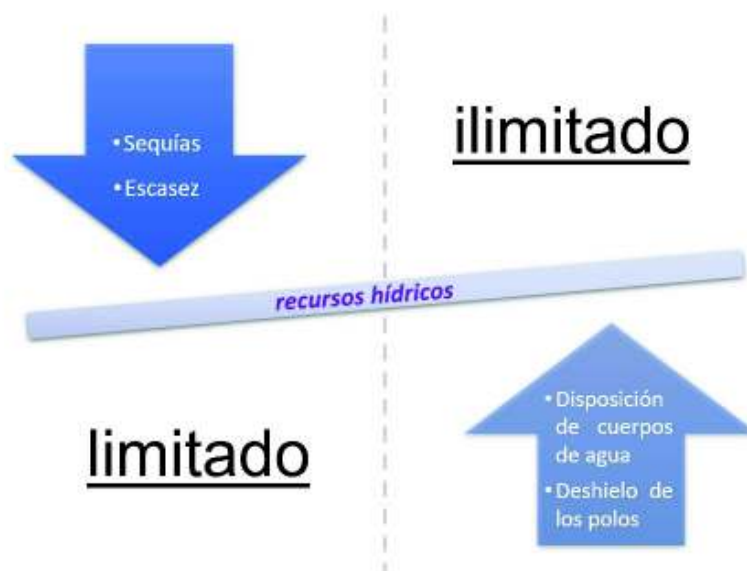 • Sequías
• Escasez
ilimitado
recursos hídricos
limitado
• Disposición
de cuerpos
de agua
• Deshielo de
los polos